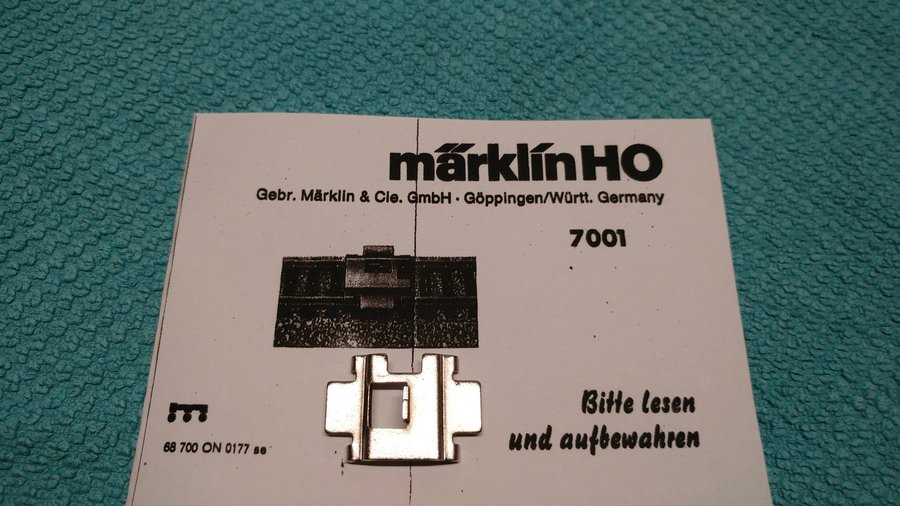 märklin HO
Gebr. Märklin & Cie. GmbH · Göppingen/Württ. Germany
7001
Bitte lesen
und aufbewahren
68 700 ON 0177 se